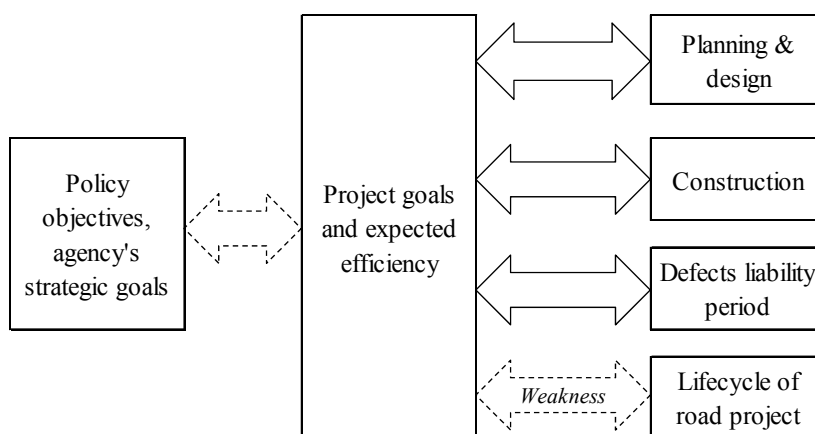 Policy
objectives,
agency's
strategic goals
Project goals
and expected
efficiency
Planning &
design
Construction
Defects liability
period
Weakness
Lifecycle of
road project